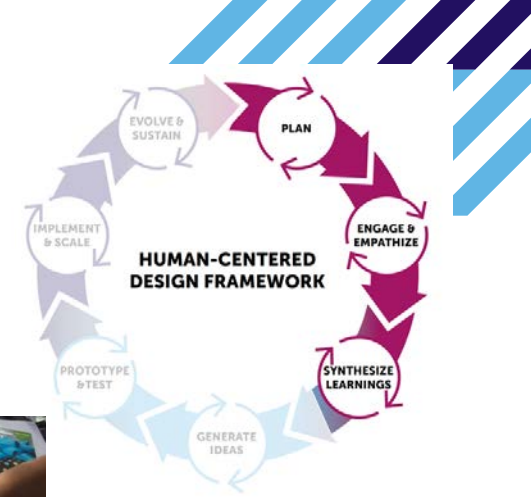 HUMAN-CENTERED
DESIGN FRAMEWORK
PLAN
ENGAGE &
EMPATHIZE
SYNTHESIZE
LEARNINGS
GENERATE
IDEAS
PROTOTYPE
& TEST
IMPLEMENT
& SCALE
EVOLVE &
SUSTAIN